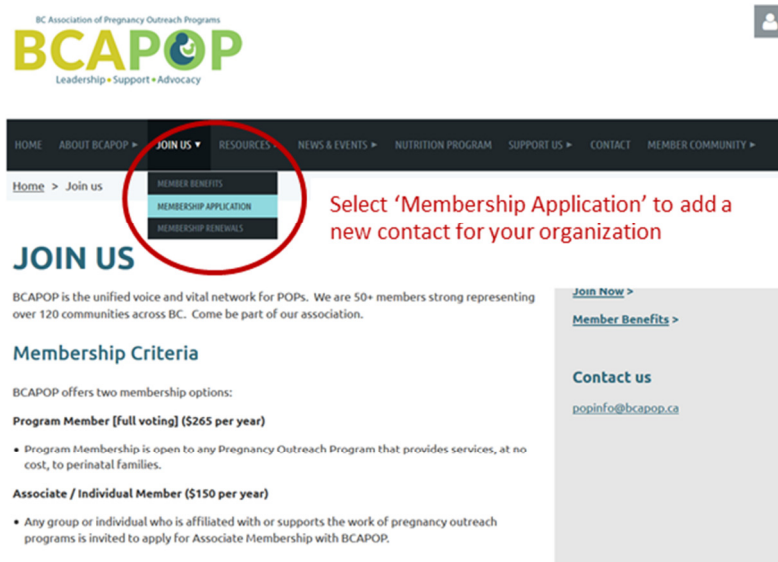 BC Association of Pregnancy Outreach Programs
BCAPOP
Leadership • Support • Advocacy
HOME ABOUT BCAPOP ► JOIN US ▼ RESOURCES ► NEWS & EVENTS ► NUTRITION PROGRAM SUPPORT US ► CONTACT MEMBER COMMUNITY ►
Home > Join us
MEMBER BENEFITS
MEMBERSHIP APPLICATION
MEMBERSHIP RENEWALS
Select ‘Membership Application’ to add a
new contact for your organization
JOIN US
BCAPOP is the unified voice and vital network for POPs. We are 50+ members strong representing
over 120 communities across BC. Come be part of our association.
Membership Criteria
BCAPOP offers two membership options:
Program Member [full voting] ($265 per year)
• Program Membership is open to any Pregnancy Outreach Program that provides services, at no
cost, to perinatal families.
Associate / Individual Member ($150 per year)
• Any group or individual who is affiliated with or supports the work of pregnancy outreach
programs is invited to apply for Associate Membership with BCAPOP.
Join Now >
Member Benefits >
Contact us
popinfo@bcapop.ca